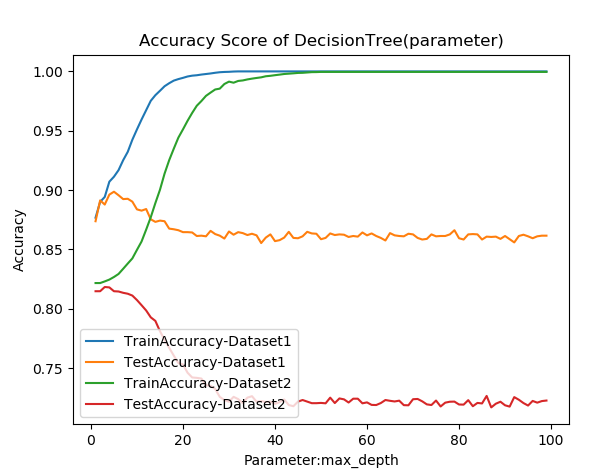 Accuracy Score of DecisionTree(parameter)
1.00
0.95
0.90
0.85
0.80
0.75
Accuracy
TrainAccuracy-Dataset1
TestAccuracy-Dataset1
TrainAccuracy-Dataset2
TestAccuracy-Dataset2
0 20 40 60 80 100
Parameter:max_depth